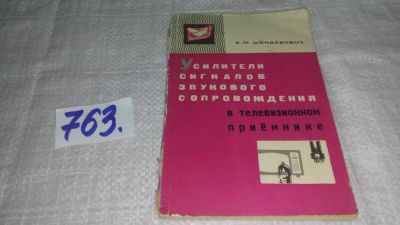 А. М. ШЕНДЕРОВИЧ
УСИЛИТЕЛИ
СИГНАЛОВ
ЗВУКОВОГО
СОПРОВОЖДЕНИЯ
В ТЕЛЕВИЗИОННОМ
ПРИЁМНИКЕ
763.